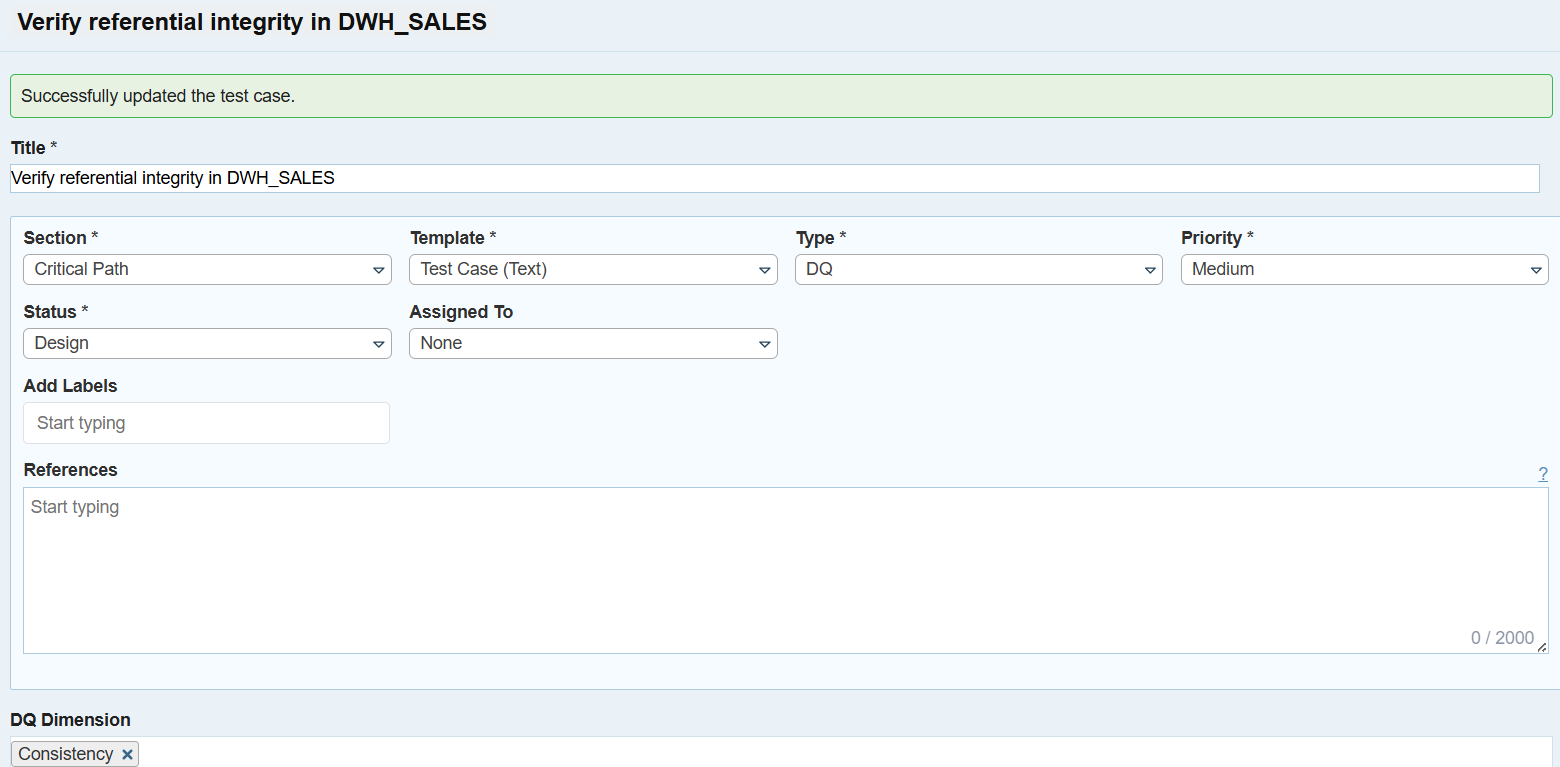 Verify referential integrity in DWH_SALES
Successfully updated the test case.
Title *
Verify referential integrity in DWH_SALES
Section * Template * Type * Priority *
Critical Path Test Case (Text) DQ Medium
Status * Assigned To
Design None
Add Labels
Start typing
References ?
Start typing
0 / 2000
DQ Dimension
Consistency ×